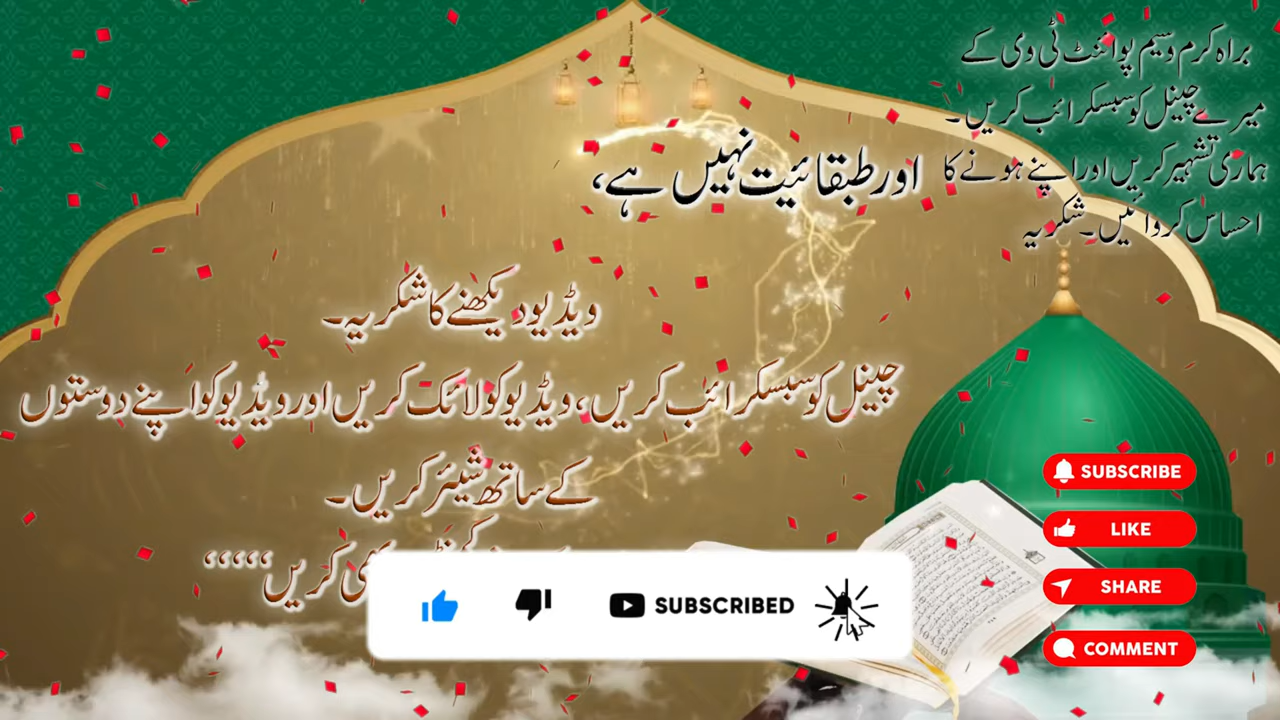 براہ کرم وسیم پوائنٹ ٹی وی کے
میرے چینل کو سبسکرائب کریں۔
ہماری تشہیر کریں اور اپنے ہونے کا
احساس کروائیں۔ شکریہ
اور طبقائیت نہیں ہے،
ویڈیو دیکھنے کا شکریہ۔
چینل کو سبسکرائب کریں، ویڈیو کو لائک کریں اور ویڈیو کو اپنے دوستوں
کے ساتھ شیئر کریں۔
کریں،،،،،
SUBSCRIBED
SUBSCRIBE
LIKE
SHARE
COMMENT